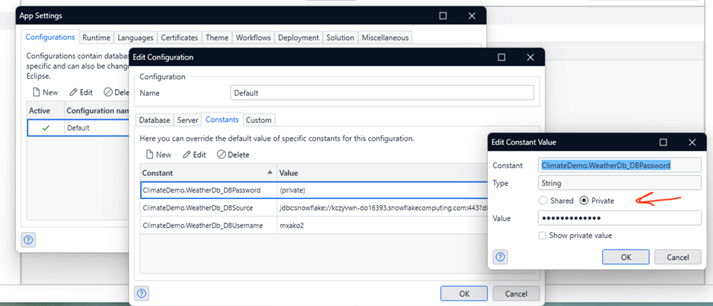 App Settings
Configurations Runtime Languages Certificates Theme Workflows Deployment Solution Miscellaneous
Configurations contain databas
specific and can also be change
Eclipse.
New Edit Dele
Active Configuration nam
Default
Edit Configuration
Configuration
Name Default
Database Server Constants Custom
Here you can override the default value of specific constants for this configuration.
New Edit Delete
Constant Value
ClimateDemo.WeatherDb_DBPassword (private)
ClimateDemo.WeatherDb_DBSource jdbc:snowflake://kczyvwn-do16393.snowflakecomputing.com:443?d
ClimateDemo.WeatherDb_DBUsername mxako2
OK Cancel
Edit Constant Value
Constant ClimateDemo.WeatherDb_DBPassword
Type String
Shared Private
Value •••••••••••••
Show private value
OK Cancel